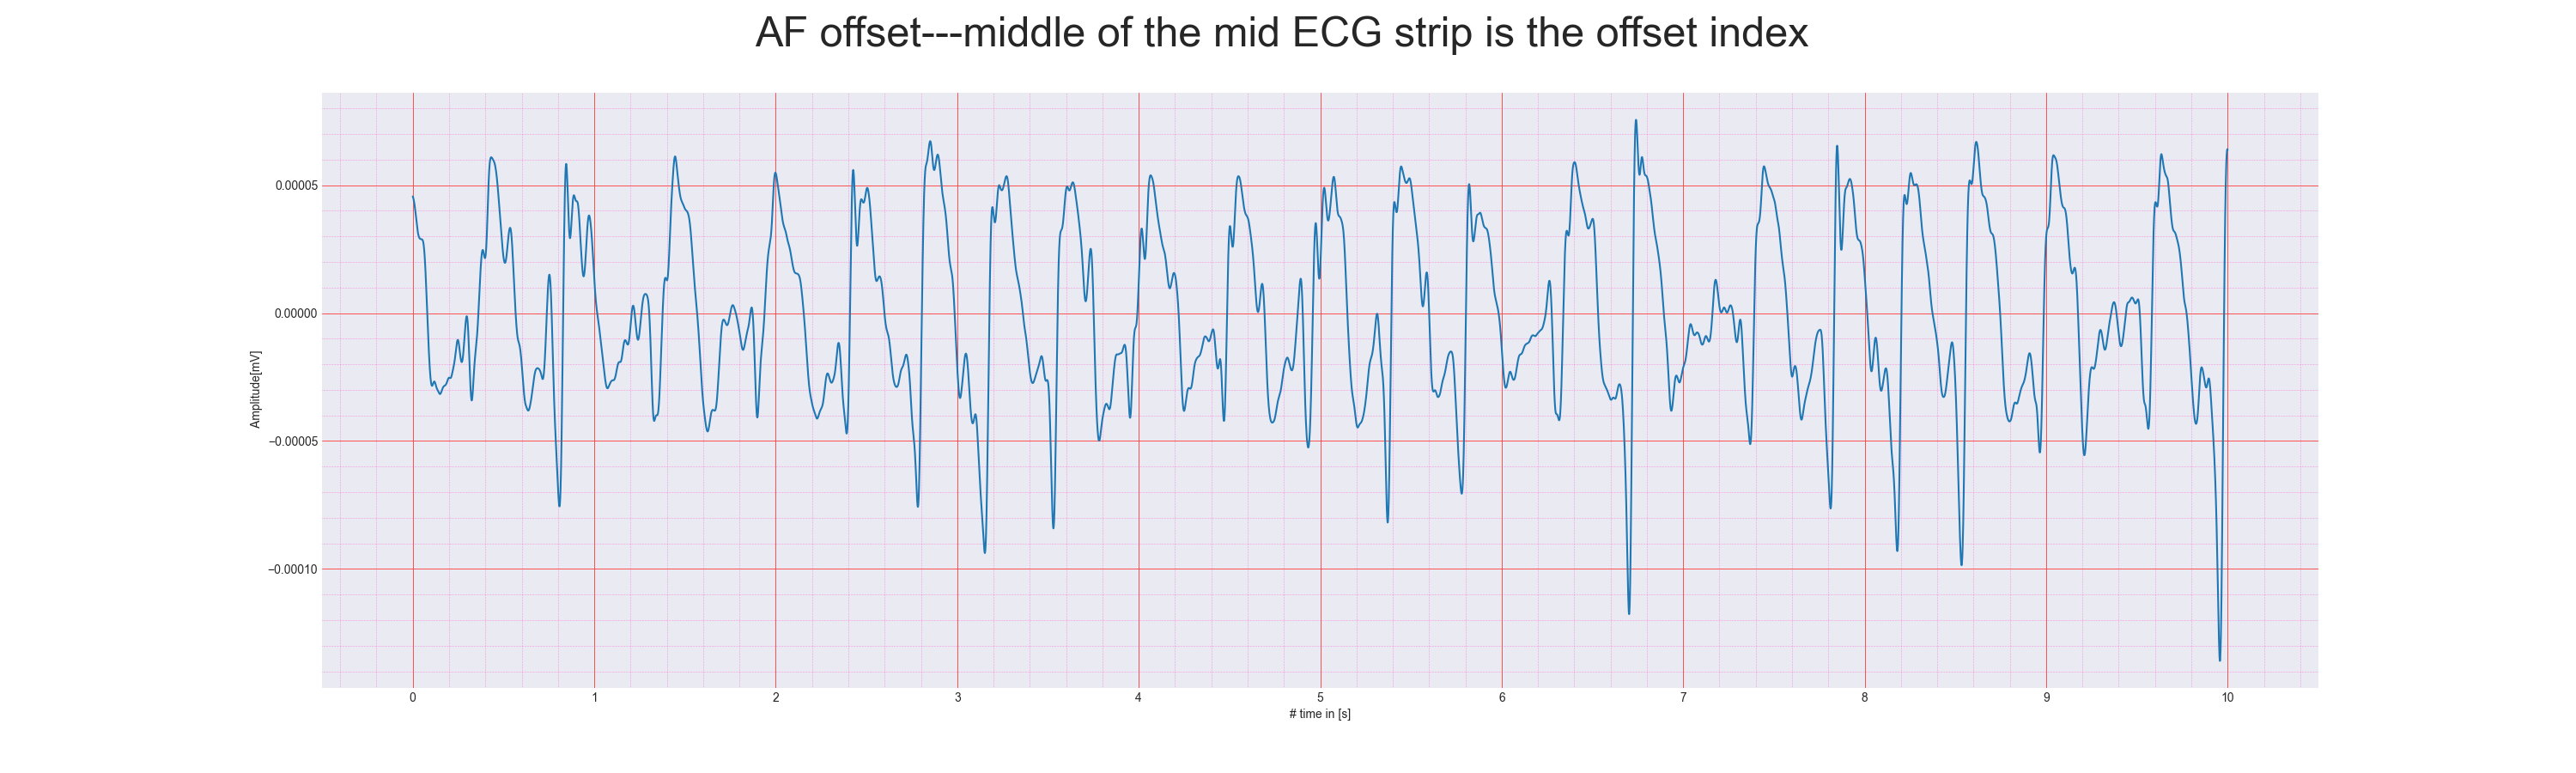 AF offset---middle of the mid ECG strip is the offset index
Amplitude[mV]
0.00005
0.00000
−0.00005
−0.00010
0 1 2 3 4 5 6 7 8 9 10
# time in [s]